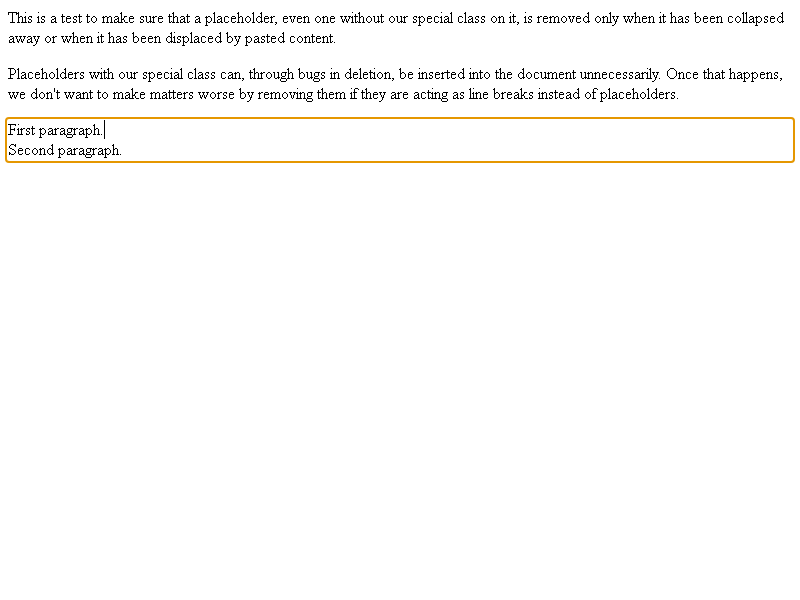 This is a test to make sure that a placeholder, even one without our special class on it, is removed only when it has been collapsed
away or when it has been displaced by pasted content.
Placeholders with our special class can, through bugs in deletion, be inserted into the document unnecessarily. Once that happens,
we don't want to make matters worse by removing them if they are acting as line breaks instead of placeholders.
First paragraph.
Second paragraph.